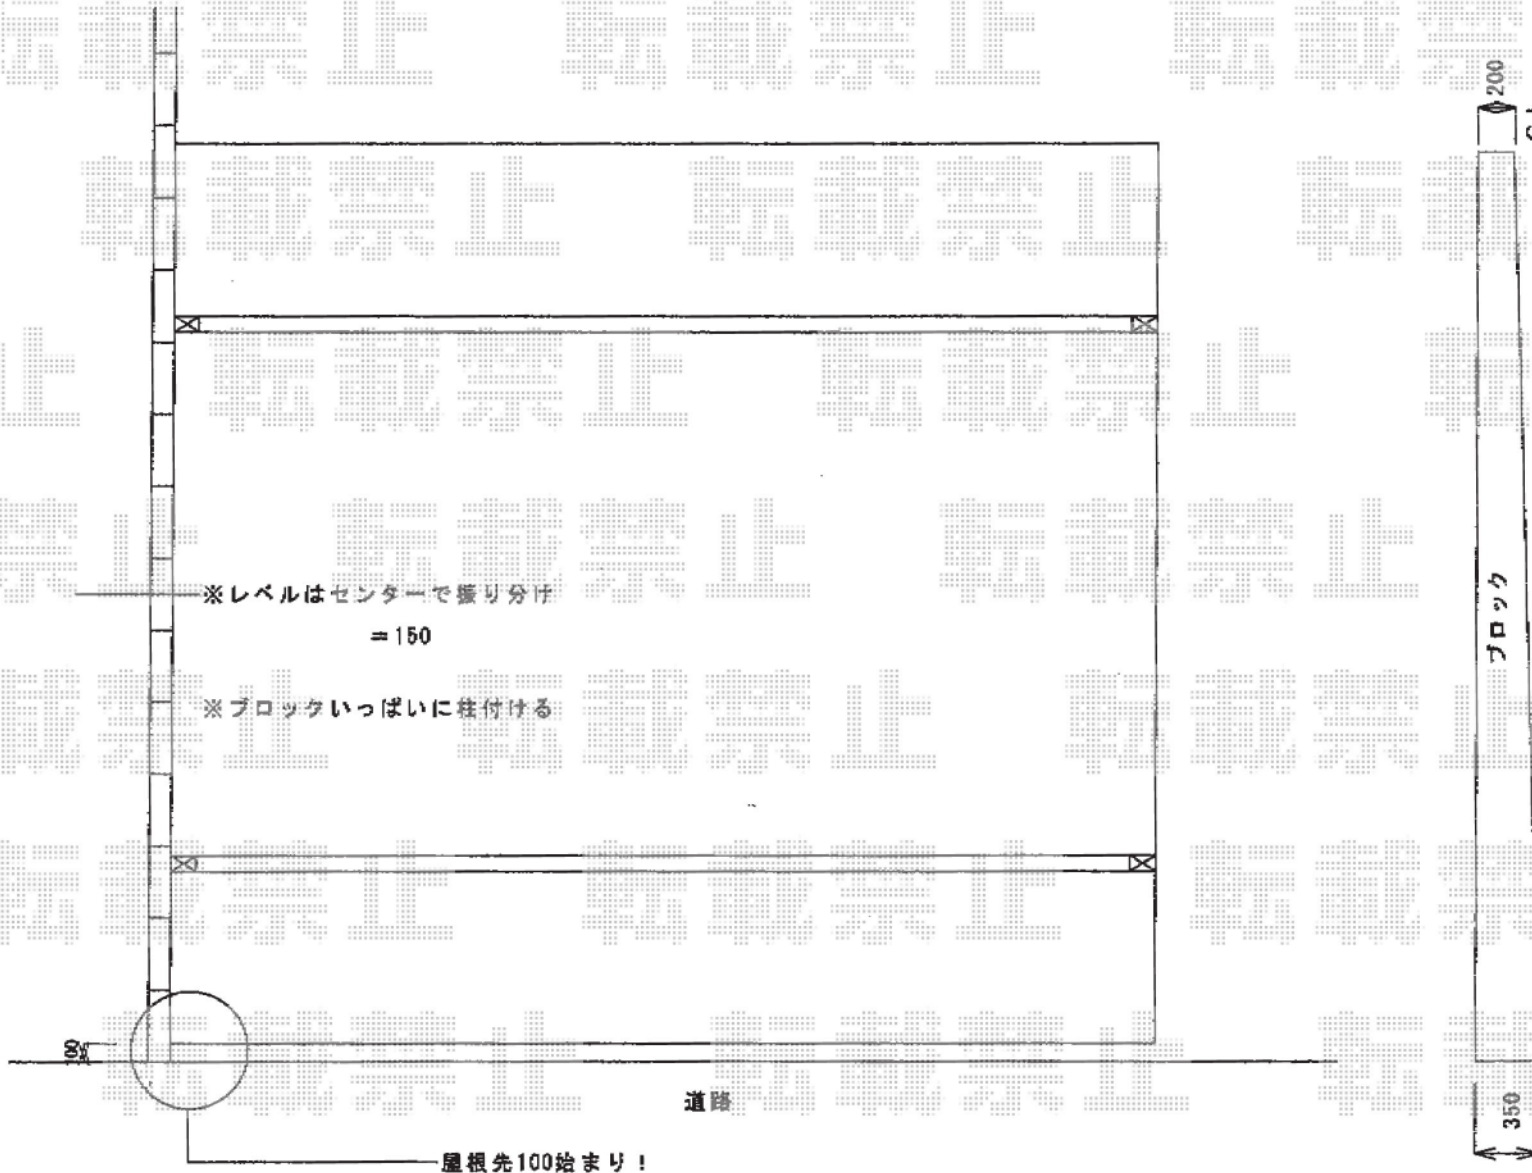 転載禁止
200
※レベルはセンターで振り分け
＝150
※ブロックいっぱいに柱付ける
ブロック
100
道路
350
屋根先100始まり！